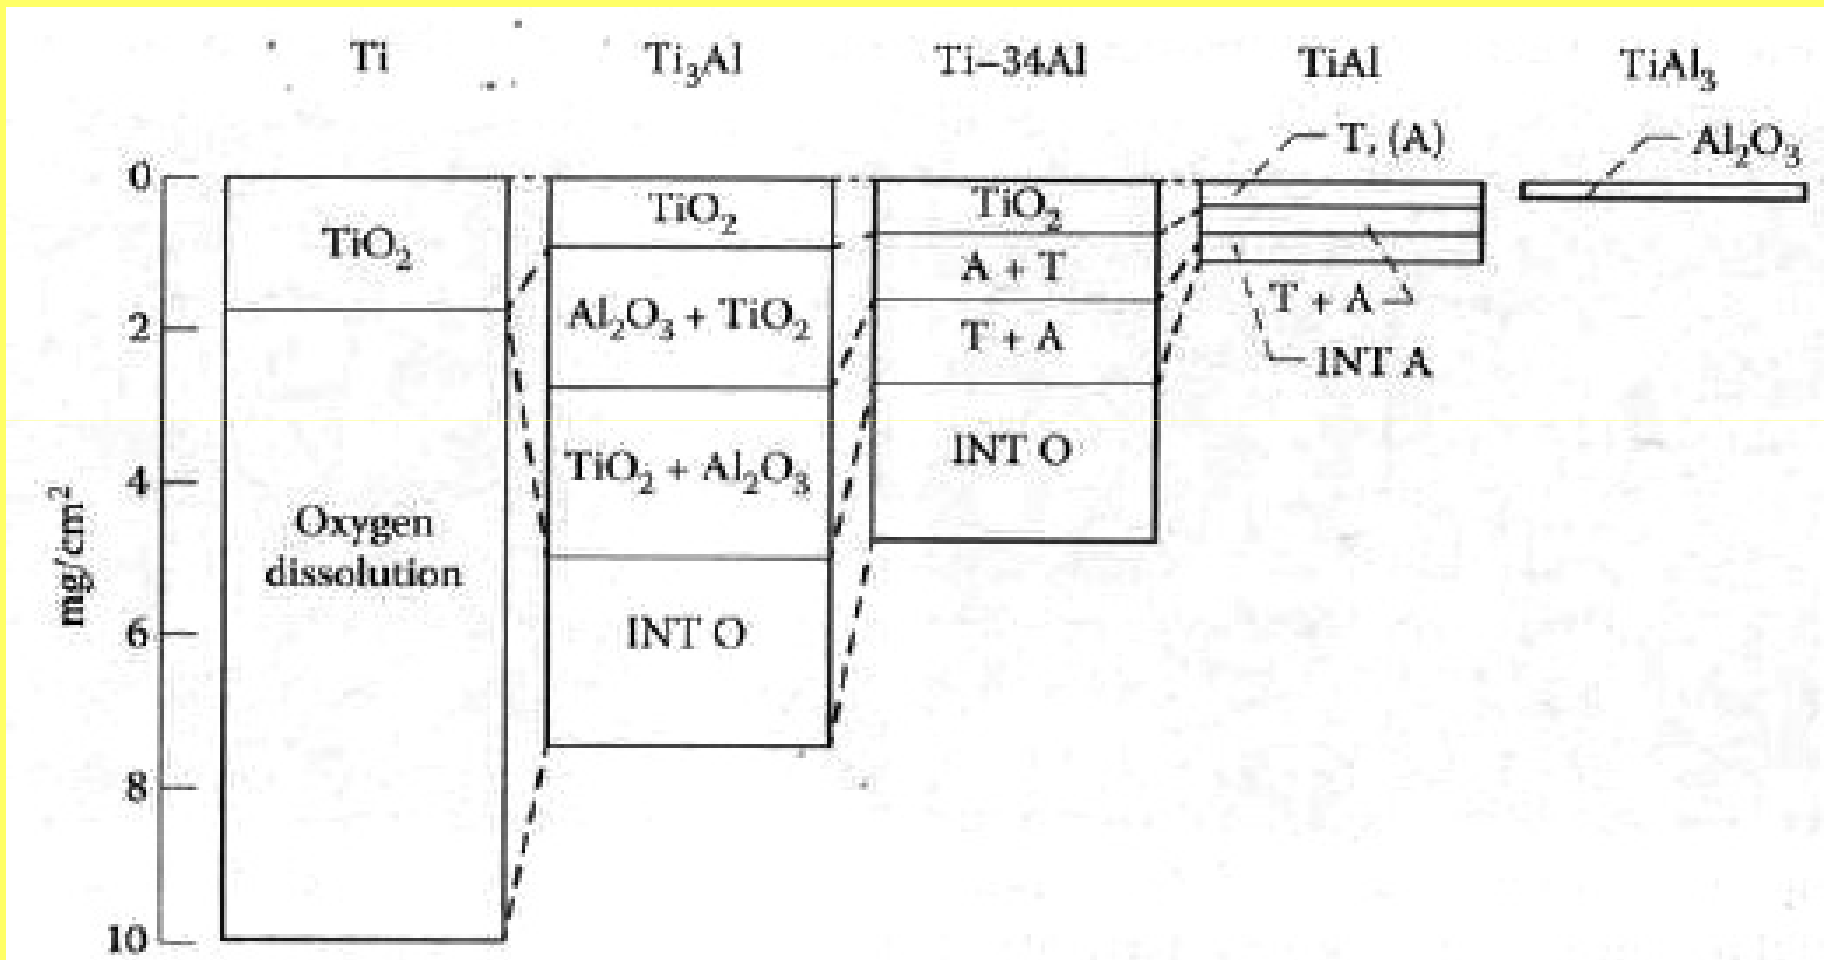 Ti Ti₃Al Ti–34Al TiAl TiAl₃
T, (A) Al₂O₃
0
TiO₂ TiO₂ TiO₂
A + T
Al₂O₃ + TiO₂ T + A
2
T + A
INT A
TiO₂ + Al₂O₃ INT O
4
mg/cm²
Oxygen
dissolution
6
INT O
8
10